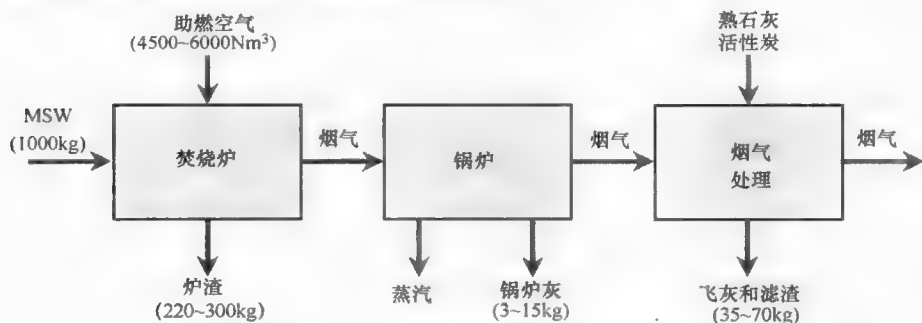 助燃空气
(4500~6000Nm³)
熟石灰
活性炭
MSW
(1000kg)
焚烧炉
烟气
锅炉
烟气
烟气
处理
烟气
炉渣
(220~300kg)
蒸汽
锅炉灰
(3~15kg)
飞灰和滤渣
(35~70kg)